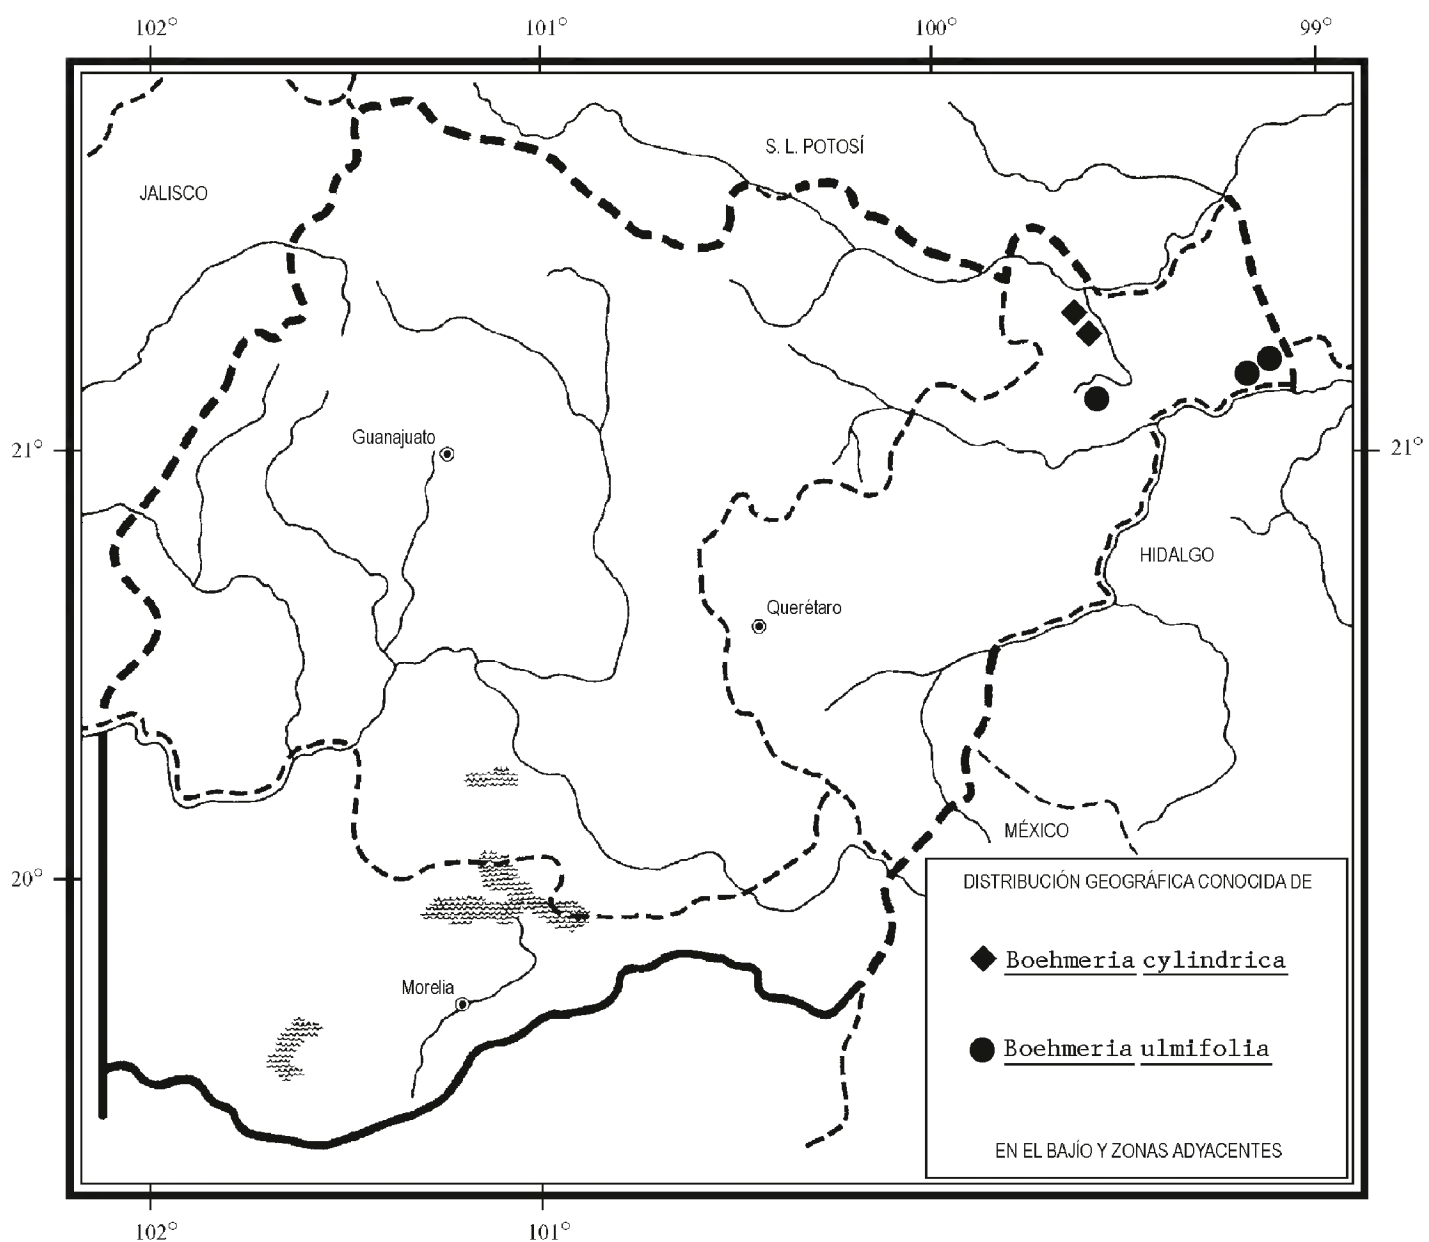 102° 101° 100° 99°
S. L. POTOSÍ
JALISCO
Guanajuato
21° 21°
HIDALGO
Querétaro
MÉXICO
20°
DISTRIBUCIÓN GEOGRÁFICA CONOCIDA DE
Boehmeria cylindrica
Morelia
Boehmeria ulmifolia
EN EL BAJÍO Y ZONAS ADYACENTES
102° 101°